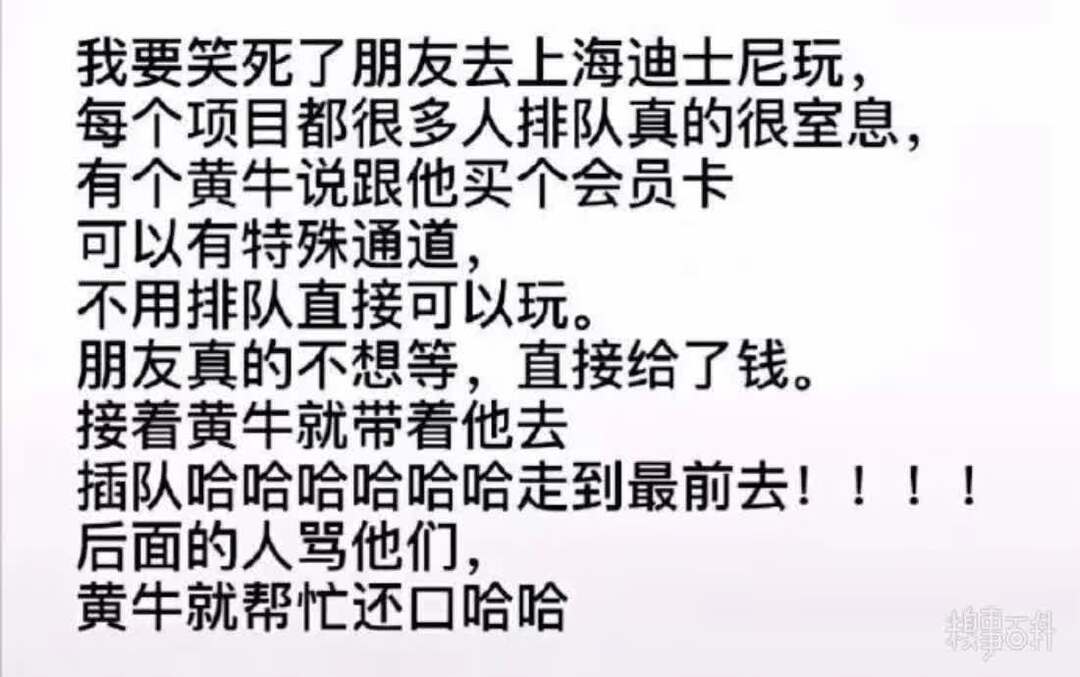 我要笑死了朋友去上海迪士尼玩，
每个项目都很多人排队真的很室息，
有个黄牛说跟他买个会员卡
可以有特殊通道，
不用排队直接可以玩。
朋友真的不想等，直接给了钱。
接着黄牛就带着他去
插队哈哈哈哈哈哈走到最前去！！！！
后面的人骂他们，
黄牛就帮忙还口哈哈
糗事百科